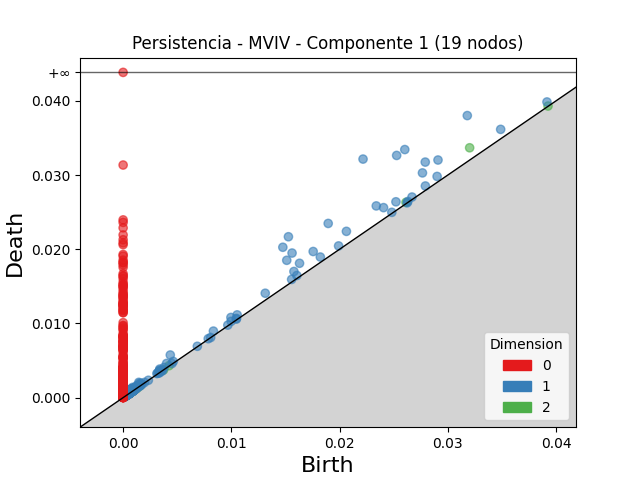 Persistencia - MVIV - Componente 1 (19 nodos)
+∞
0.040
0.030
0.020
0.010
0.000
Death
0.00 0.01 0.02 0.03 0.04
Birth
Dimension
0
1
2